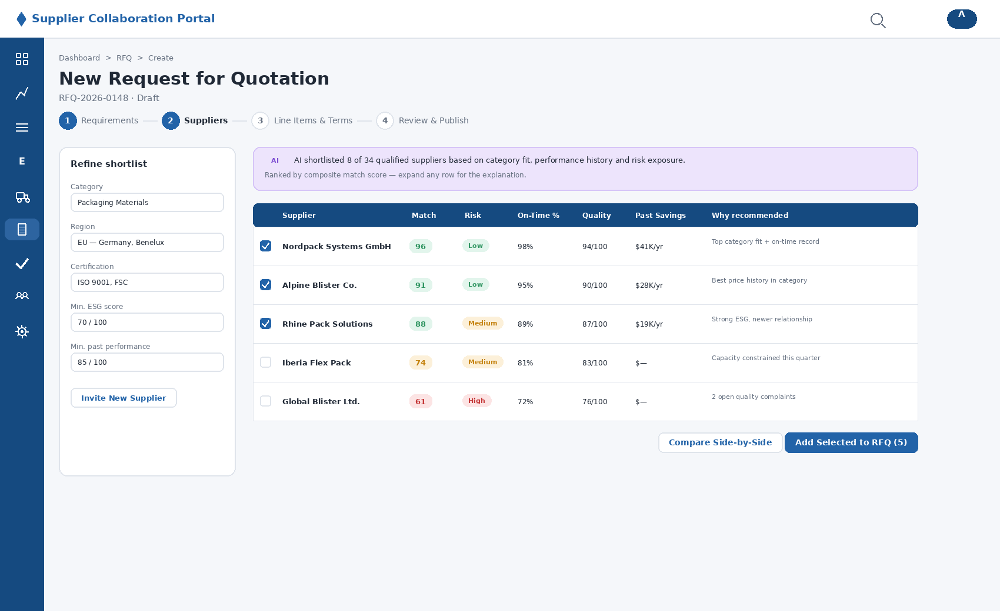 Supplier Collaboration Portal
A
Dashboard > RFQ > Create
New Request for Quotation
RFQ-2026-0148 · Draft
1 Requirements 2 Suppliers 3 Line Items & Terms 4 Review & Publish
E
Refine shortlist
Category
Packaging Materials
Region
EU — Germany, Benelux
Certification
ISO 9001, FSC
Min. ESG score
70 / 100
Min. past performance
85 / 100
Invite New Supplier
AI AI shortlisted 8 of 34 qualified suppliers based on category fit, performance history and risk exposure.
Ranked by composite match score — expand any row for the explanation.
Supplier Match Risk On-Time % Quality Past Savings Why recommended
Nordpack Systems GmbH 96 Low 98% 94/100 $41K/yr Top category fit + on-time record
Alpine Blister Co. 91 Low 95% 90/100 $28K/yr Best price history in category
Rhine Pack Solutions 88 Medium 89% 87/100 $19K/yr Strong ESG, newer relationship
Iberia Flex Pack 74 Medium 81% 83/100 $— Capacity constrained this quarter
Global Blister Ltd. 61 High 72% 76/100 $— 2 open quality complaints
Compare Side-by-Side Add Selected to RFQ (5)